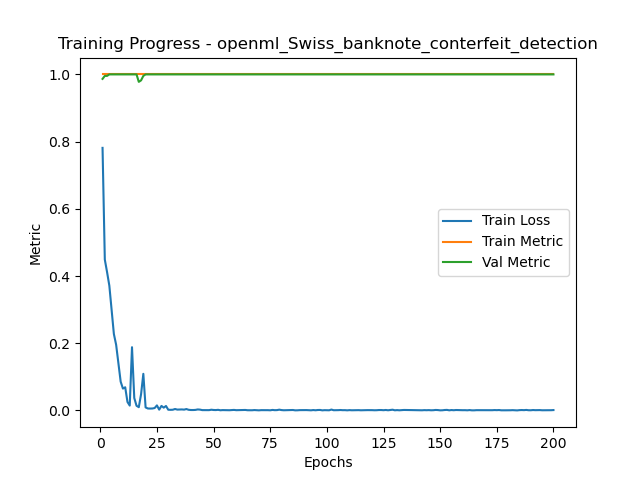 Training Progress - openml_Swiss_banknote_conterfeit_detection
1.0
0.8
0.6
0.4
0.2
0.0
Metric
Train Loss
Train Metric
Val Metric
0 25 50 75 100 125 150 175 200
Epochs